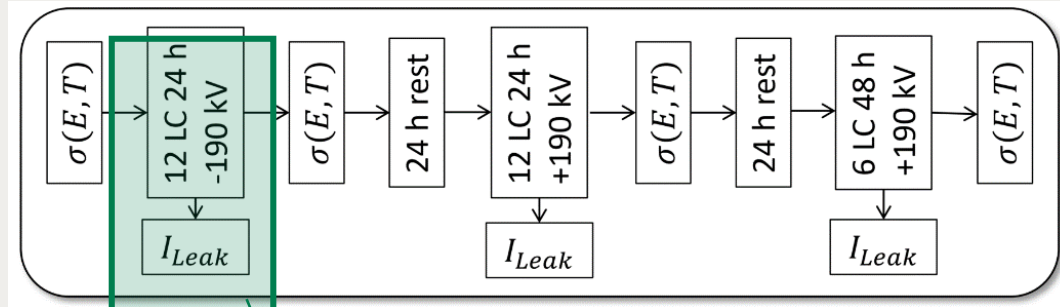 σ(E,T)
12 LC 24 h
-190 kV
σ(E,T)
24 h rest
12 LC 24 h
+190 kV
σ(E,T)
24 h rest
6 LC 48 h
+190 kV
σ(E,T)
I_Leak
I_Leak
I_Leak